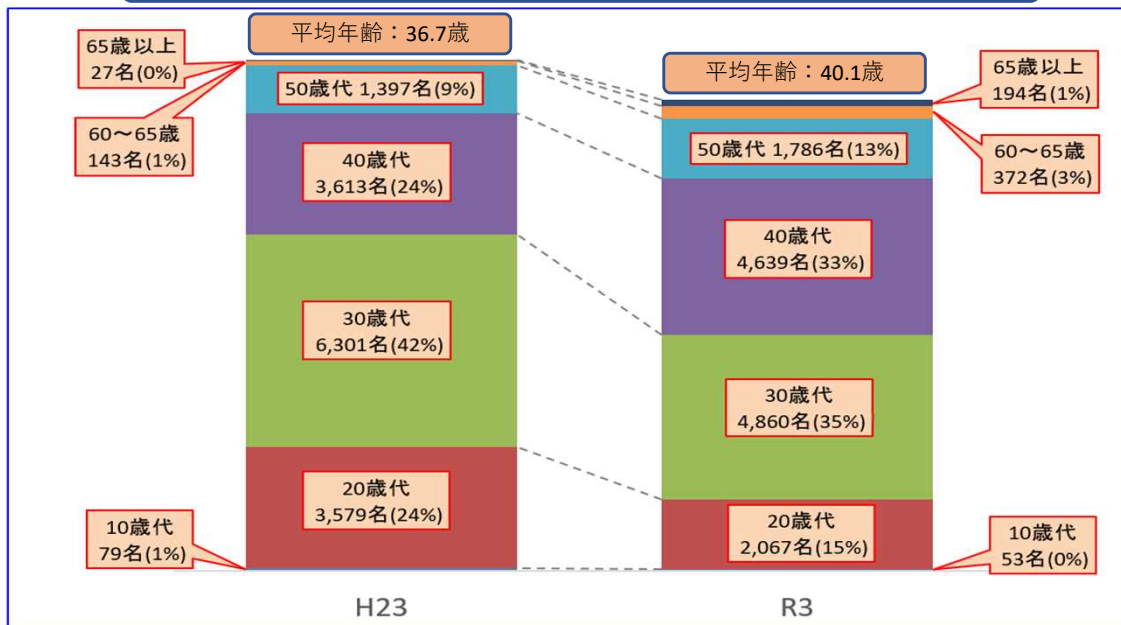 平均年齢：36.7歳
65歳以上
27名(0%)
60～65歳
143名(1%)
50歳代 1,397名(9%)
40歳代
3,613名(24%)
30歳代
6,301名(42%)
20歳代
3,579名(24%)
10歳代
79名(1%)
H23
平均年齢：40.1歳
65歳以上
194名(1%)
60～65歳
372名(3%)
50歳代 1,786名(13%)
40歳代
4,639名(33%)
30歳代
4,860名(35%)
20歳代
2,067名(15%)
10歳代
53名(0%)
R3